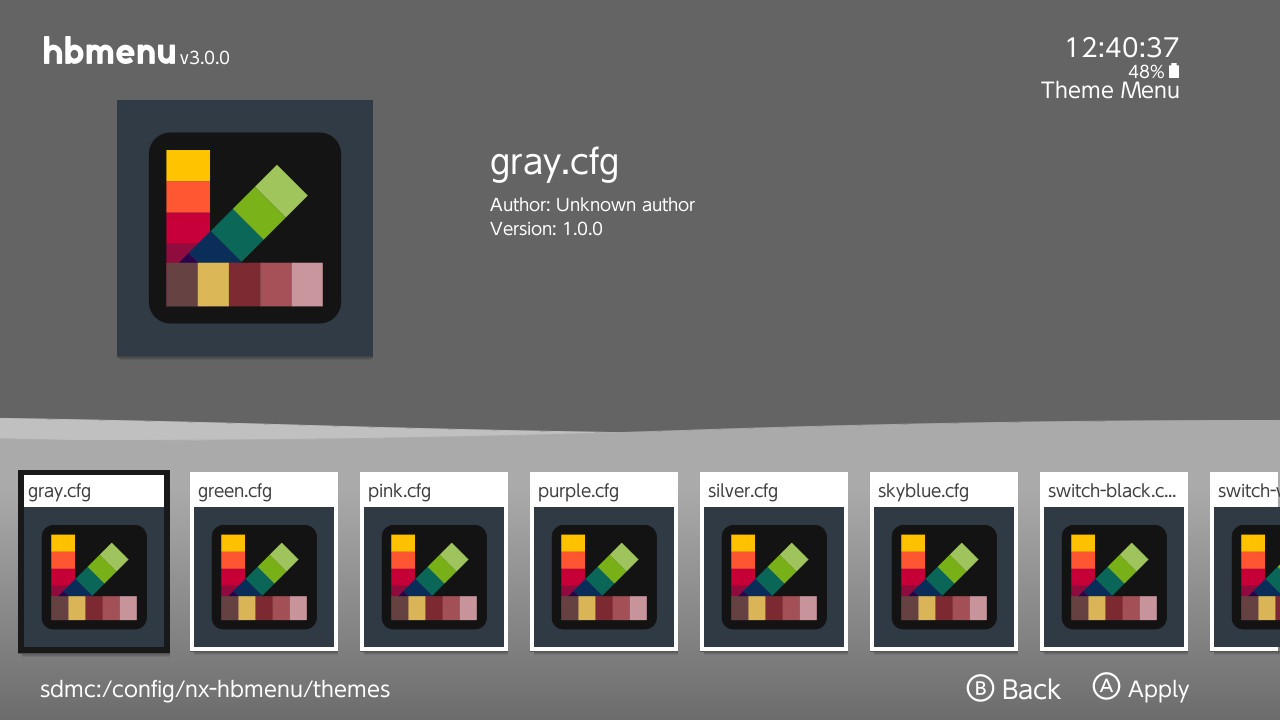 hbmenu v3.0.0
12:40:37
48%
Theme Menu
gray.cfg
Author: Unknown author
Version: 1.0.0
gray.cfg
green.cfg
pink.cfg
purple.cfg
silver.cfg
skyblue.cfg
switch-black.c...
switch-
sdmc:/config/nx-hbmenu/themes
B Back
A Apply